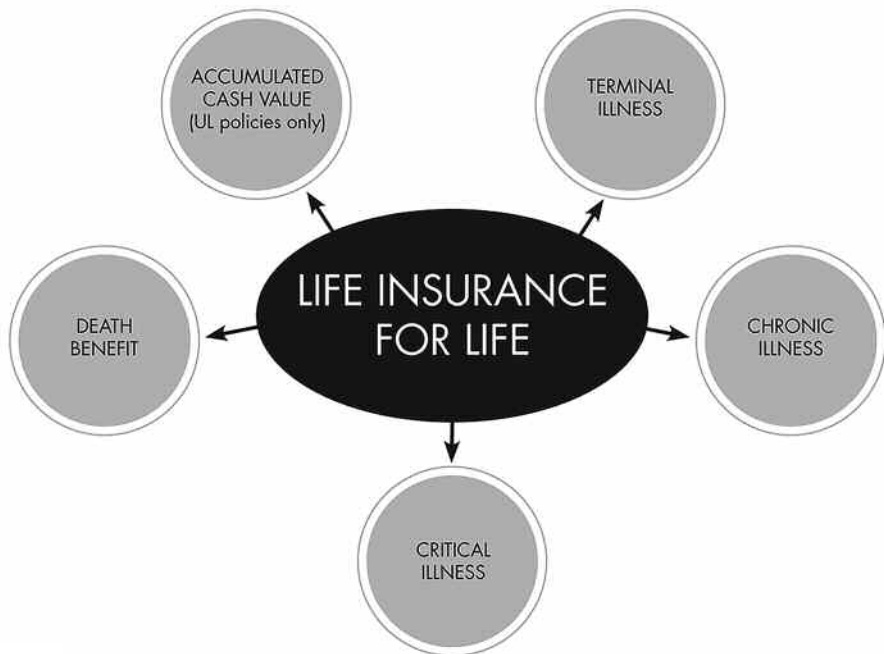 ACCUMULATED
CASH VALUE
(UL policies only)
TERMINAL
ILLNESS
LIFE INSURANCE
FOR LIFE
DEATH
BENEFIT
CHRONIC
ILLNESS
CRITICAL
ILLNESS